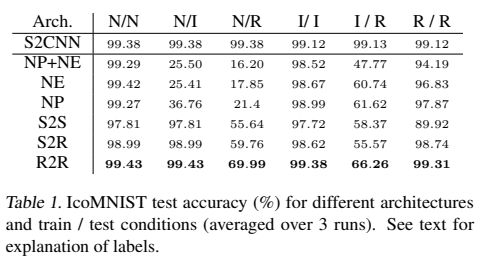 Arch. N/N N/I N/R I/ I I / R R / R
S2CNN 99.38 99.38 99.38 99.12 99.13 99.12
NP+NE 99.29 25.50 16.20 98.52 47.77 94.19
NE 99.42 25.41 17.85 98.67 60.74 96.83
NP 99.27 36.76 21.4 98.99 61.62 97.87
S2S 97.81 97.81 55.64 97.72 58.37 89.92
S2R 98.99 98.99 59.76 98.62 55.57 98.74
R2R 99.43 99.43 69.99 99.38 66.26 99.31
Table 1. IcoMNIST test accuracy (%) for different architectures
and train / test conditions (averaged over 3 runs). See text for
explanation of labels.